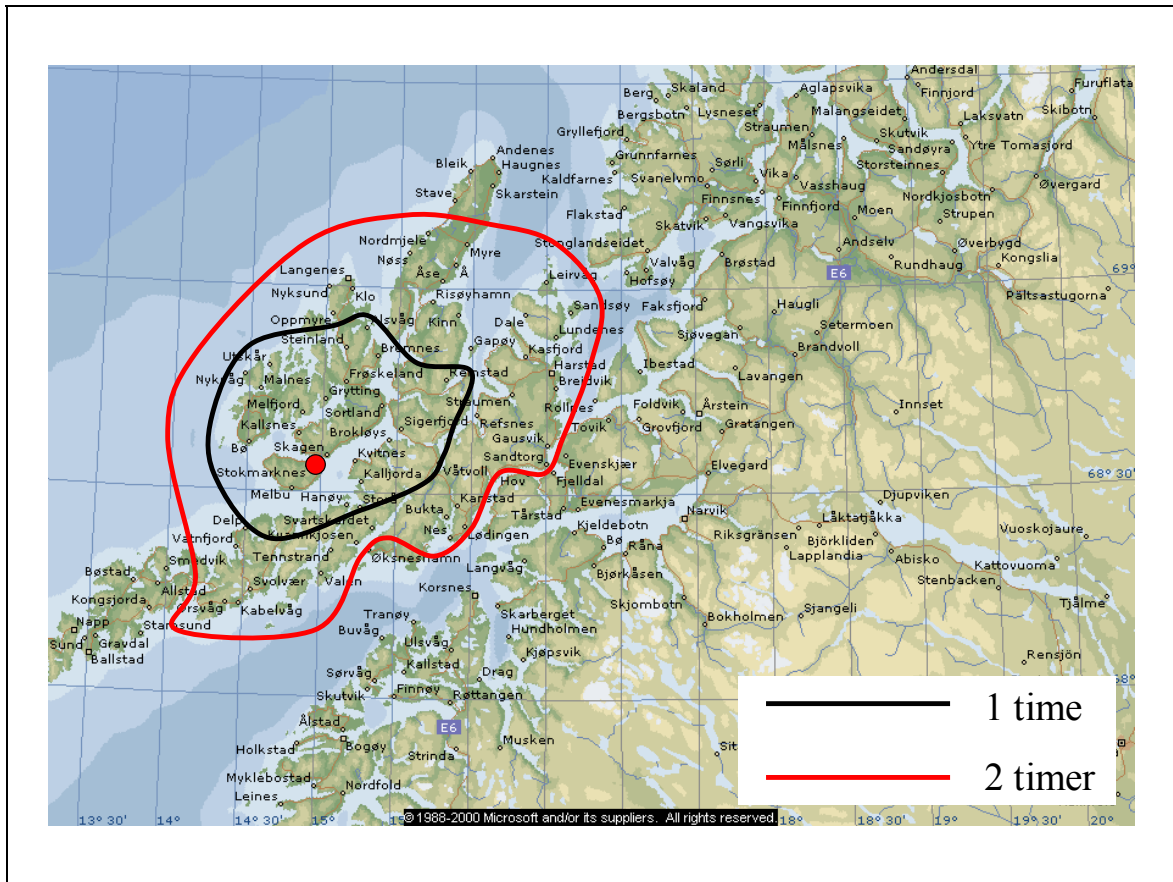 Andersdal
Furuflata
Skaland
Berg
Aglapsvika
Finnjord
Bergsbotn
Lysneset
Malangseidet
Skibotn
Laksvatn
Straumen
Gryllefjord
Skutvik
Målsnes
Sandøyra
Ytre Tomasjord
Andenes
Bleik
Haugnes
Grunnfarnes
Sørli
Storsteinnes
Kaldfarnes
Svanelvmo
Vika
Vasshaug
Øvergard
Stave
Skarstein
Finnsnes
Finnfjord
Nordkjosbotn
Flakstad
Skatvik
Vangsvika
Moen
Strupen
Nordmjele
Stonglandseidet
Andselv
Øverbygd
Nøss
Myre
Valvåg
Brøstad
Rundhaug
Kongslia
Langenes
Åse
Å
Leirvåg
Hofsøy
E6
69°
Nyksund
Klo
Risøyhamn
Sandsøy
Faksfjord
Haugli
Pältsastugorna
Oppmyre
Alsvåg
Kinn
Dale
Lundenes
Sjøvegan
Setermoen
Steinland
Bremnes
Gapøy
Kasfjord
Brandvoll
Utskår
Harstad
Ibestad
Nyksåg
Malnes
Frøskeland
Reinstad
Breidvik
Lavangen
Grytting
Straumen
Melfjord
Sortland
Rollnes
Foldvik
Årstein
Innset
Kallsnes
Sigerfjord
Refsnes
Tovik
Grovfjord
Gratangen
Brokløys
Gausvik
Bø
Skagen
Kvitnes
Sandtorg
Evenskjær
Elvegard
68° 30'
Stokmarknes
Kalljorda
Våtvoll
Hov
Fjelldal
Melbu
Hanøy
Storå
Kanstad
Evenesmarkja
Djupviken
Delp
Svartskardet
Bukta
Tårstad
Narvik
Låktatjåkka
Vuoskojaure
Vatnfjord
Nes
Lødingen
Kjeldebotn
Riksgränsen
Björkliden
Bø
Råna
Lapplandia
Abisko
Kattovuoma
Smedvik
Tennstrand
Øksneshamn
Langvåg
Bjørkåsen
Stenbacken
Bøstad
Svolvær
Valen
Korsnes
Tjålme
Kongsjorda
Allstad
Ørsvåg
Kabelvåg
Tranøy
Skarberget
Skjombotn
Sjangeli
Napp
Bokholmen
Sund
Gravdal
Buvåg
Ulsvåg
Hundholmen
Ballstad
Kallstad
Kjøpsvik
Rensjön
Sørvåg
Drag
Skutvik
Finnøy
Røttangen
Ålstad
E6
1 time
Holkstad
Bogøy
Strinda
Musken
Myklebostad
Nordfold
2 timer
Leines
13° 30' 14° 14° 30' 15° © 1988-2000 Microsoft and/or its suppliers. All rights reserved. 18° 18° 30' 19° 19° 30' 20°